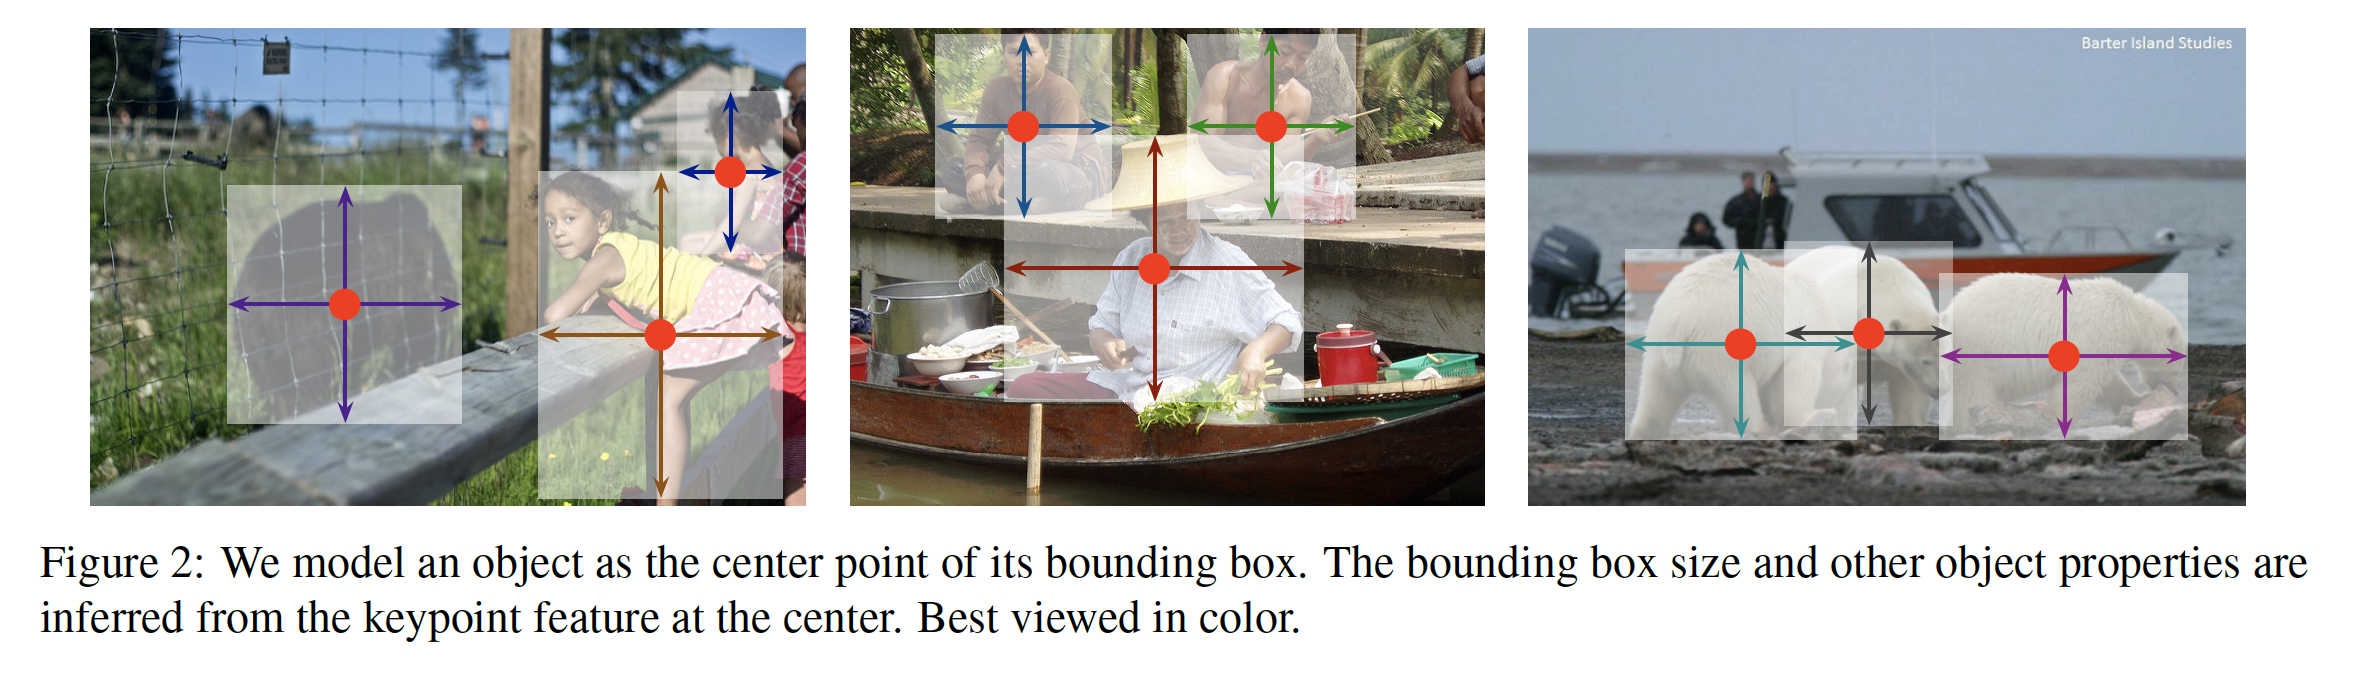 Barter Island Studies
Figure 2: We model an object as the center point of its bounding box. The bounding box size and other object properties are
inferred from the keypoint feature at the center. Best viewed in color.